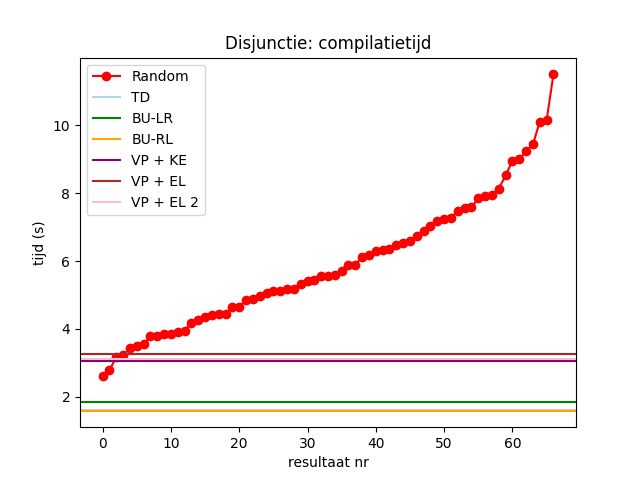 Disjunctie: compilatietijd
Random
TD
BU-LR
BU-RL
VP + KE
VP + EL
VP + EL 2
tijd (s)
10
8
6
4
2
0 10 20 30 40 50 60
resultaat nr